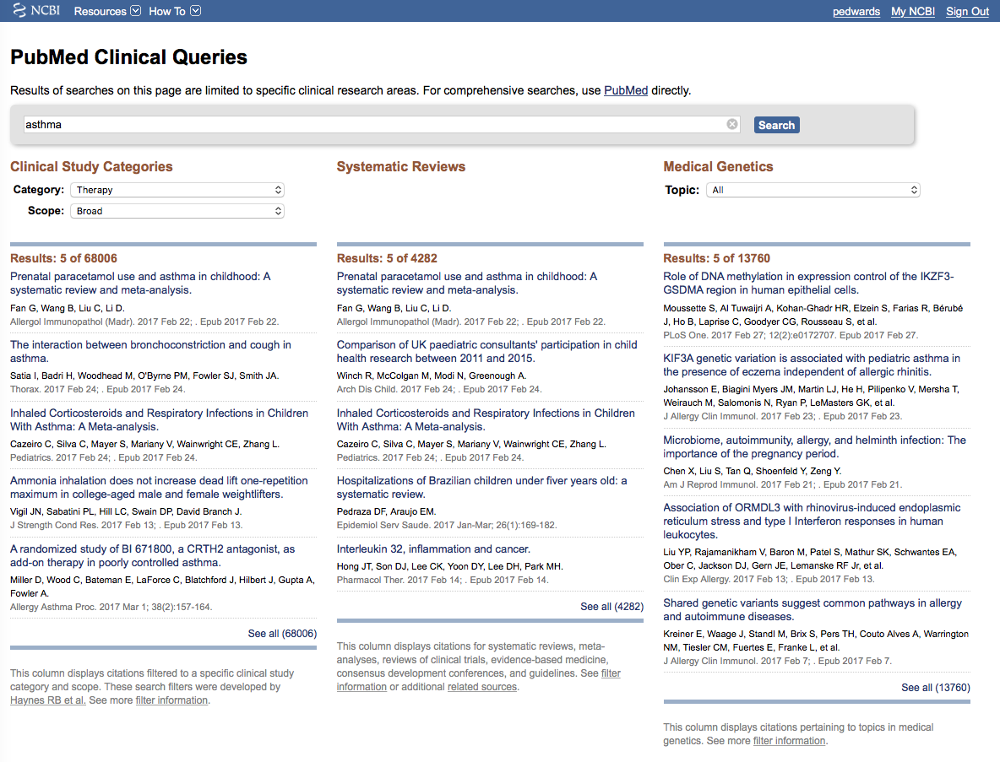 NCBI Resources How To pedwards My NCBI Sign Out
PubMed Clinical Queries
Results of searches on this page are limited to specific clinical research areas. For comprehensive searches, use PubMed directly.
asthma Search
Clinical Study Categories
Category: Therapy
Scope: Broad
Results: 5 of 68006
Prenatal paracetamol use and asthma in childhood: A
systematic review and meta-analysis.
Fan G, Wang B, Liu C, Li D.
Allergol Immunopathol (Madr). 2017 Feb 22; . Epub 2017 Feb 22.
The interaction between bronchoconstriction and cough in
asthma.
Satia I, Badri H, Woodhead M, O'Byrne PM, Fowler SJ, Smith JA.
Thorax. 2017 Feb 24; . Epub 2017 Feb 24.
Inhaled Corticosteroids and Respiratory Infections in Children
With Asthma: A Meta-analysis.
Cazeiro C, Silva C, Mayer S, Mariany V, Wainwright CE, Zhang L.
Pediatrics. 2017 Feb 24; . Epub 2017 Feb 24.
Ammonia inhalation does not increase dead lift one-repetition
maximum in college-aged male and female weightlifters.
Vigil JN, Sabatini PL, Hill LC, Swain DP, David Branch J.
J Strength Cond Res. 2017 Feb 13; . Epub 2017 Feb 13.
A randomized study of BI 671800, a CRTH2 antagonist, as
add-on therapy in poorly controlled asthma.
Miller D, Wood C, Bateman E, LaForce C, Blatchford J, Hilbert J, Gupta A,
Fowler A.
Allergy Asthma Proc. 2017 Mar 1; 38(2):157-164.
See all (68006)
This column displays citations filtered to a specific clinical study
category and scope. These search filters were developed by
Haynes RB et al. See more filter information.
Systematic Reviews
Results: 5 of 4282
Prenatal paracetamol use and asthma in childhood: A
systematic review and meta-analysis.
Fan G, Wang B, Liu C, Li D.
Allergol Immunopathol (Madr). 2017 Feb 22; . Epub 2017 Feb 22.
Comparison of UK paediatric consultants' participation in child
health research between 2011 and 2015.
Winch R, McColgan M, Modi N, Greenough A.
Arch Dis Child. 2017 Feb 24; . Epub 2017 Feb 24.
Inhaled Corticosteroids and Respiratory Infections in Children
With Asthma: A Meta-analysis.
Cazeiro C, Silva C, Mayer S, Mariany V, Wainwright CE, Zhang L.
Pediatrics. 2017 Feb 24; . Epub 2017 Feb 24.
Hospitalizations of Brazilian children under fiver years old: a
systematic review.
Pedraza DF, Araujo EM.
Epidemiol Serv Saude. 2017 Jan-Mar; 26(1):169-182.
Interleukin 32, inflammation and cancer.
Hong JT, Son DJ, Lee CK, Yoon DY, Lee DH, Park MH.
Pharmacol Ther. 2017 Feb 14; . Epub 2017 Feb 14.
See all (4282)
This column displays citations for systematic reviews, meta-
analyses, reviews of clinical trials, evidence-based medicine,
consensus development conferences, and guidelines. See filter
information or additional related sources.
Medical Genetics
Topic: All
Results: 5 of 13760
Role of DNA methylation in expression control of the IKZF3-
GSDMA region in human epithelial cells.
Moussette S, Al Tuwaijri A, Kohan-Ghadr HR, Elzein S, Farias R, Bérubé
J, Ho B, Laprise C, Goodyer CG, Rousseau S, et al.
PLoS One. 2017 Feb 27; 12(2):e0172707. Epub 2017 Feb 27.
KIF3A genetic variation is associated with pediatric asthma in
the presence of eczema independent of allergic rhinitis.
Johansson E, Biagini Myers JM, Martin LJ, He H, Pilipenko V, Mersha T,
Weirauch M, Salomonis N, Ryan P, LeMasters GK, et al.
J Allergy Clin Immunol. 2017 Feb 23; . Epub 2017 Feb 23.
Microbiome, autoimmunity, allergy, and helminth infection: The
importance of the pregnancy period.
Chen X, Liu S, Tan Q, Shoenfeld Y, Zeng Y.
Am J Reprod Immunol. 2017 Feb 21; . Epub 2017 Feb 21.
Association of ORMDL3 with rhinovirus-induced endoplasmic
reticulum stress and type I Interferon responses in human
leukocytes.
Liu YP, Rajamanikham V, Baron M, Patel S, Mathur SK, Schwantes EA,
Ober C, Jackson DJ, Gern JE, Lemanske RF Jr, et al.
Clin Exp Allergy. 2017 Feb 13; . Epub 2017 Feb 13.
Shared genetic variants suggest common pathways in allergy
and autoimmune diseases.
Kreiner E, Waage J, Standl M, Brix S, Pers TH, Couto Alves A, Warrington
NM, Tiesler CM, Fuertes E, Franke L, et al.
J Allergy Clin Immunol. 2017 Feb 7; . Epub 2017 Feb 7.
See all (13760)
This column displays citations pertaining to topics in medical
genetics. See more filter information.